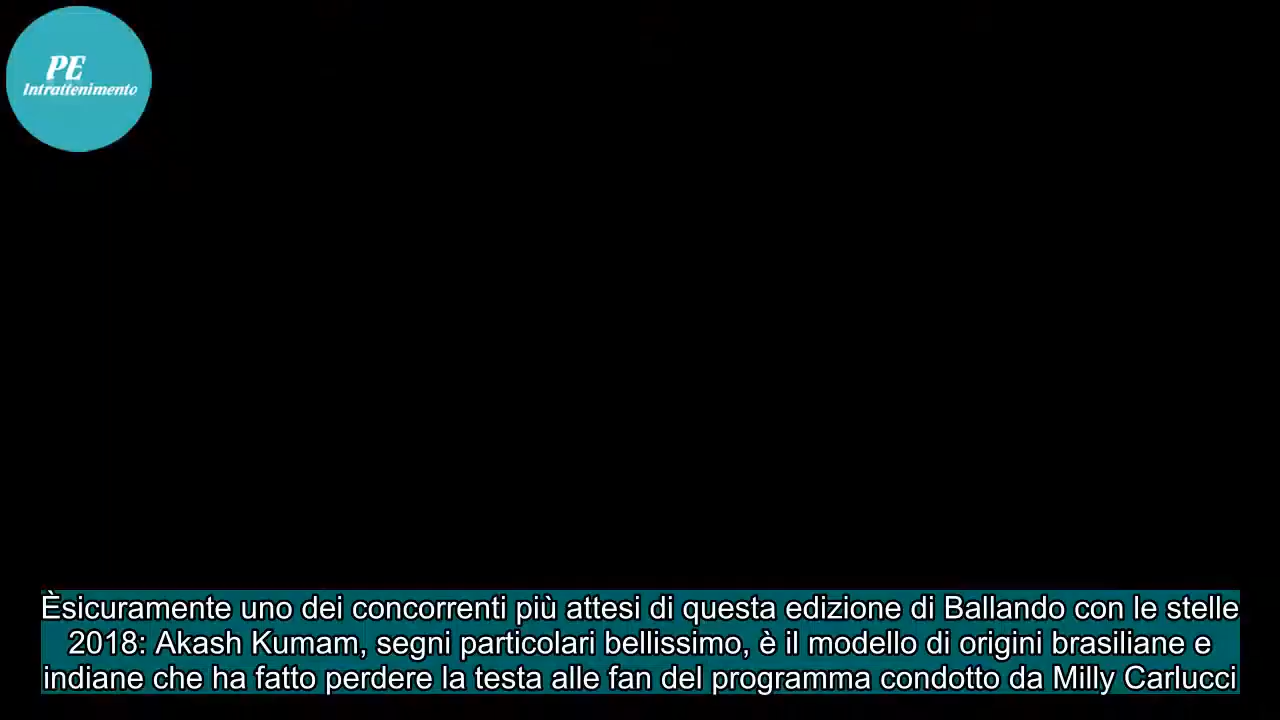 PE
Intrattenimento
Èsicuramente uno dei concorrenti più attesi di questa edizione di Ballando con le stelle
2018: Akash Kumam, segni particolari bellissimo, è il modello di origini brasiliane e
indiane che ha fatto perdere la testa alle fan del programma condotto da Milly Carlucci